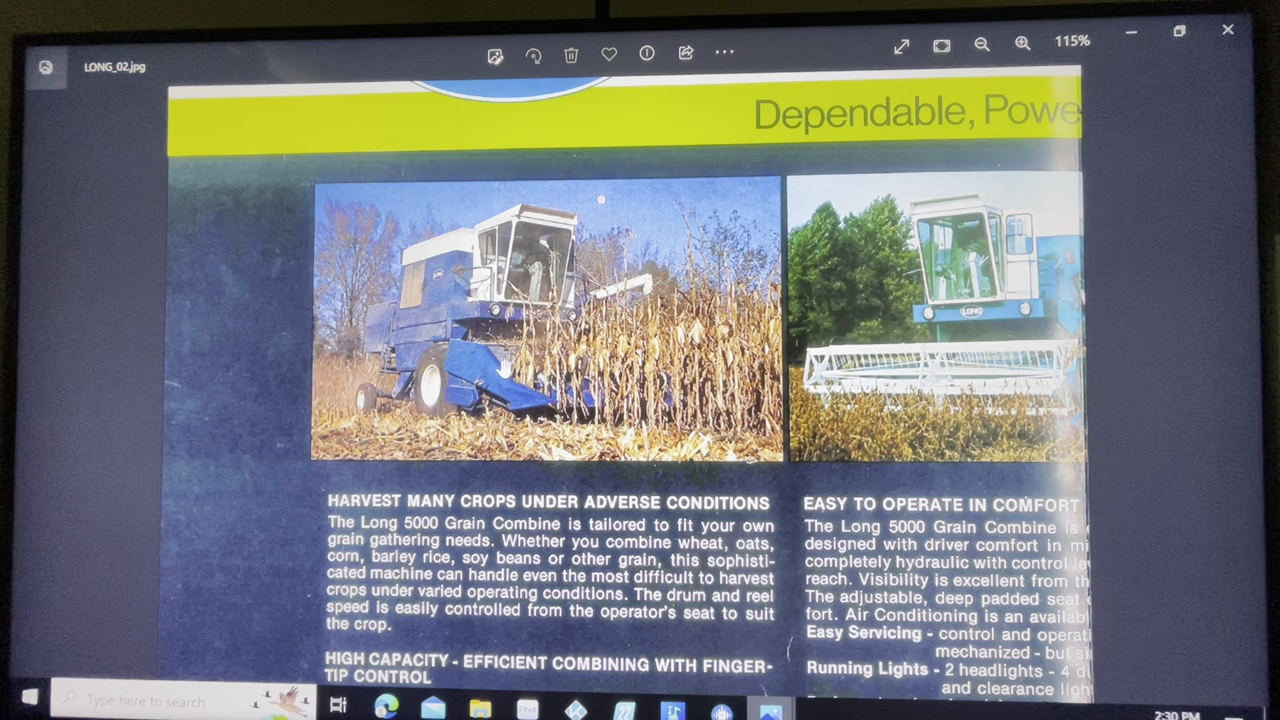 LONG_02.jpg
115%
Dependable, Powe
LONG
HARVEST MANY CROPS UNDER ADVERSE CONDITIONS
The Long 5000 Grain Combine is tailored to fit your own
grain gathering needs. Whether you combine wheat, oats,
corn, barley rice, soy beans or other grain, this sophisti-
cated machine can handle even the most difficult to harvest
crops under varied operating conditions. The drum and reel
speed is easily controlled from the operator's seat to suit
the crop.
HIGH CAPACITY - EFFICIENT COMBINING WITH FINGER-
TIP CONTROL
EASY TO OPERATE IN COMFORT
The Long 5000 Grain Combine is
designed with driver comfort in mi
completely hydraulic with control le
reach. Visibility is excellent from th
The adjustable, deep padded seat
fort. Air Conditioning is an availab
Easy Servicing - control and operati
mechanized - but si
Running Lights - 2 headlights - 4 d
and clearance ligh
Type here to search
PN4
22
2:30 PM